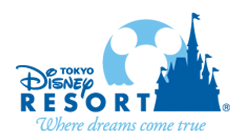 TOKYO
Disney
RESORT®
Where dreams come true